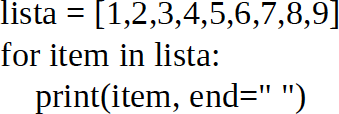 lista = [1,2,3,4,5,6,7,8,9]
for item in lista:
    print(item, end=" ")